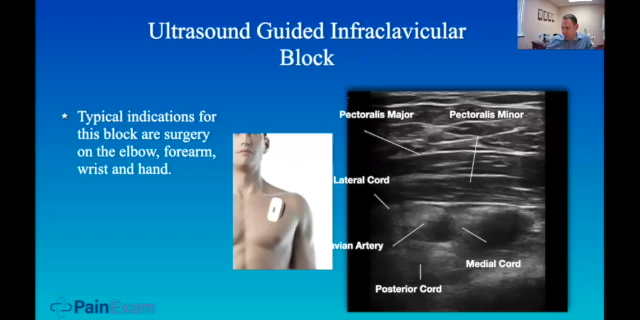 Ultrasound Guided Infraclavicular
Block
* Typical indications for
this block are surgery
on the elbow, forearm,
wrist and hand.
Pectoralis Major
Pectoralis Minor
Lateral Cord
vian Artery
Medial Cord
Posterior Cord
PainExam